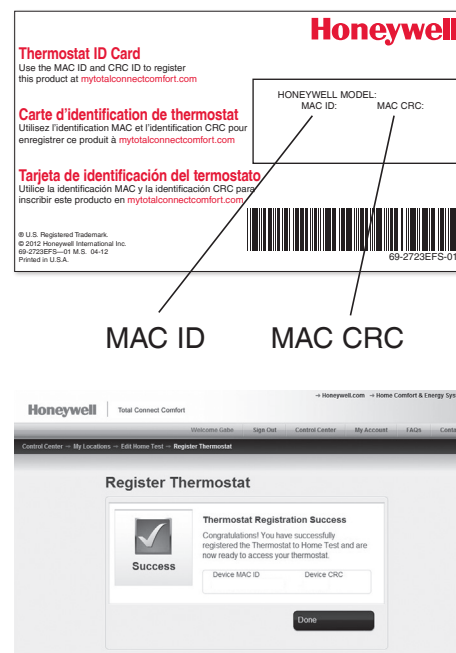 Honeywell
Thermostat ID Card
Use the MAC ID and CRC ID to register
this product at mytotalconnectcomfort.com
HONEYWELL MODEL:
MAC ID: MAC CRC:
Carte d'identification de thermostat
Utilisez l'identification MAC et l'identification CRC pour
enregistrer ce produit à mytotalconnectcomfort.com
Tarjeta de identificación del termostato
Utilice la identificación MAC y la identificación CRC para
inscribir este producto en mytotalconnectcomfort.com
® U.S. Registered Trademark.
© 2012 Honeywell International Inc.
69-2723EFS—01 M.S. 04-12
Printed in U.S.A.
69-2723EFS-01
MAC ID MAC CRC
→ Honeywell.com → Home Comfort & Energy Sys
Honeywell Total Connect Comfort
Welcome Gabe Sign Out Control Center My Account FAQs Conta
Control Center → My Locations → Edit Home Test → Register Thermostat
Register Thermostat
Success
Thermostat Registration Success
Congratulations! You have successfully
registered the Thermostat to Home Test and are
now ready to access your thermostat.
Device MAC ID Device CRC
Done